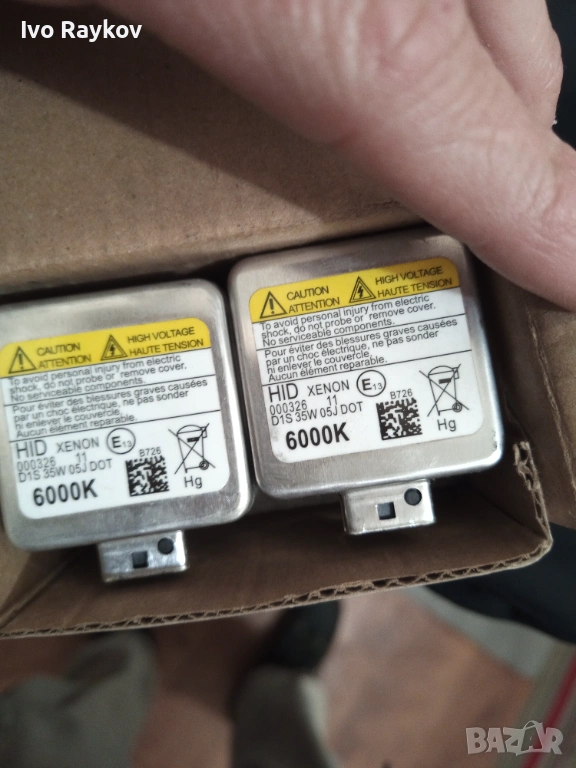 Ivo Raykov
CAUTION
ATTENTION
HIGH VOLTAGE
HAUTE TENSION
To avoid personal injury from electric
shock, do not probe or remove cover.
No serviceable components.
Pour éviter des blessures graves causées
par un choc électrique, ne pas sonder
hi enlever le couvercle.
Aucun élément reparable.
HID XENON E13 B726
000326 11
D1S 35W 05J DOT
6000K
Hg
CAUTION
ATTENTION
HIGH VOLTAGE
HAUTE TENSION
To avoid personal injury from electric
shock, do not probe or remove cover.
No serviceable components.
Pour éviter des blessures graves causées
par un choc électrique, ne pas sonder
hi enlever le couvercle.
Aucun élément reparable.
HID XENON E13 B726
000326 11
D1S 35W 05J DOT
6000K
Hg
BAZAR